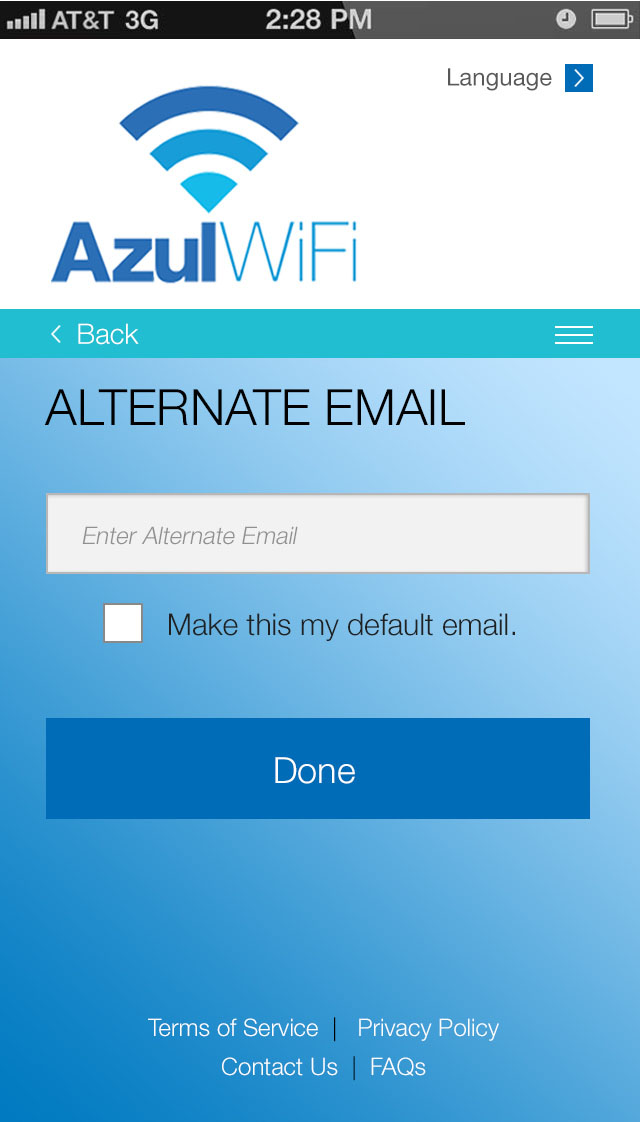 AT&T 3G 2:28 PM
Language
AzulWiFi
Back
ALTERNATE EMAIL
Enter Alternate Email
Make this my default email.
Done
Terms of Service | Privacy Policy
Contact Us | FAQs